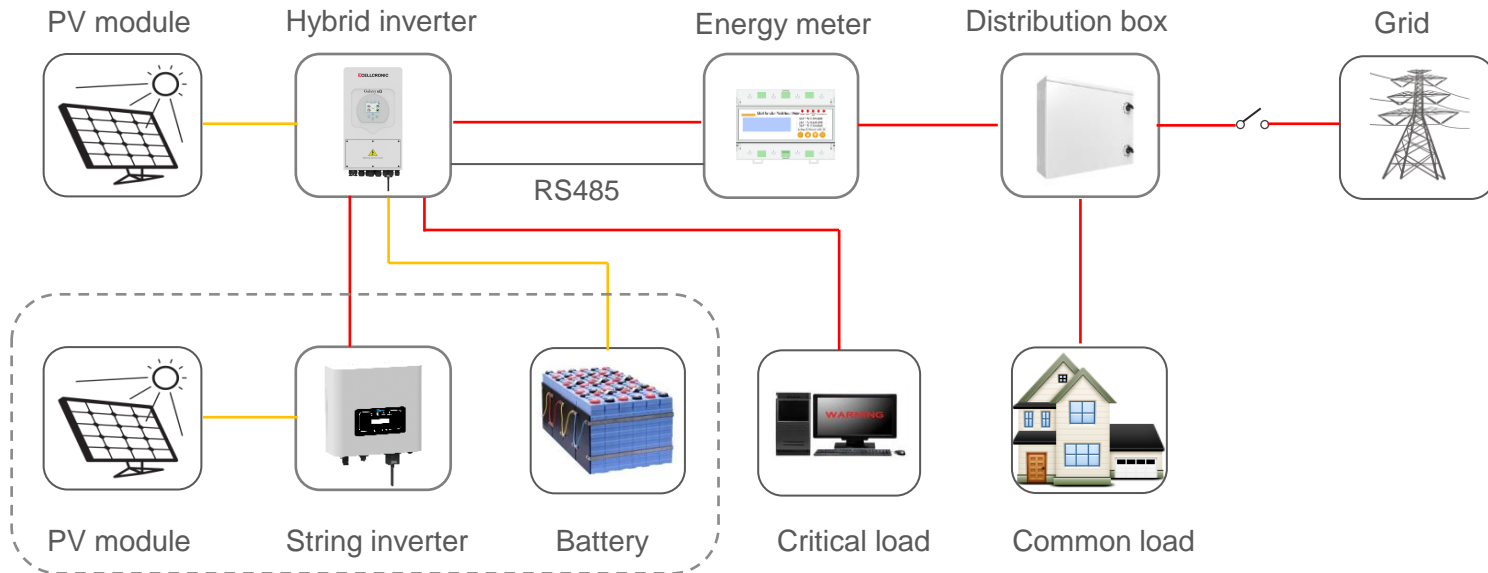 PV module
Hybrid inverter
Energy meter
Distribution box
Grid
RS485
WARNING
PV module
String inverter
Battery
Critical load
Common load